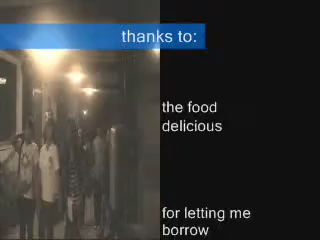 thanks to:
the food
delicious
for letting me
borrow